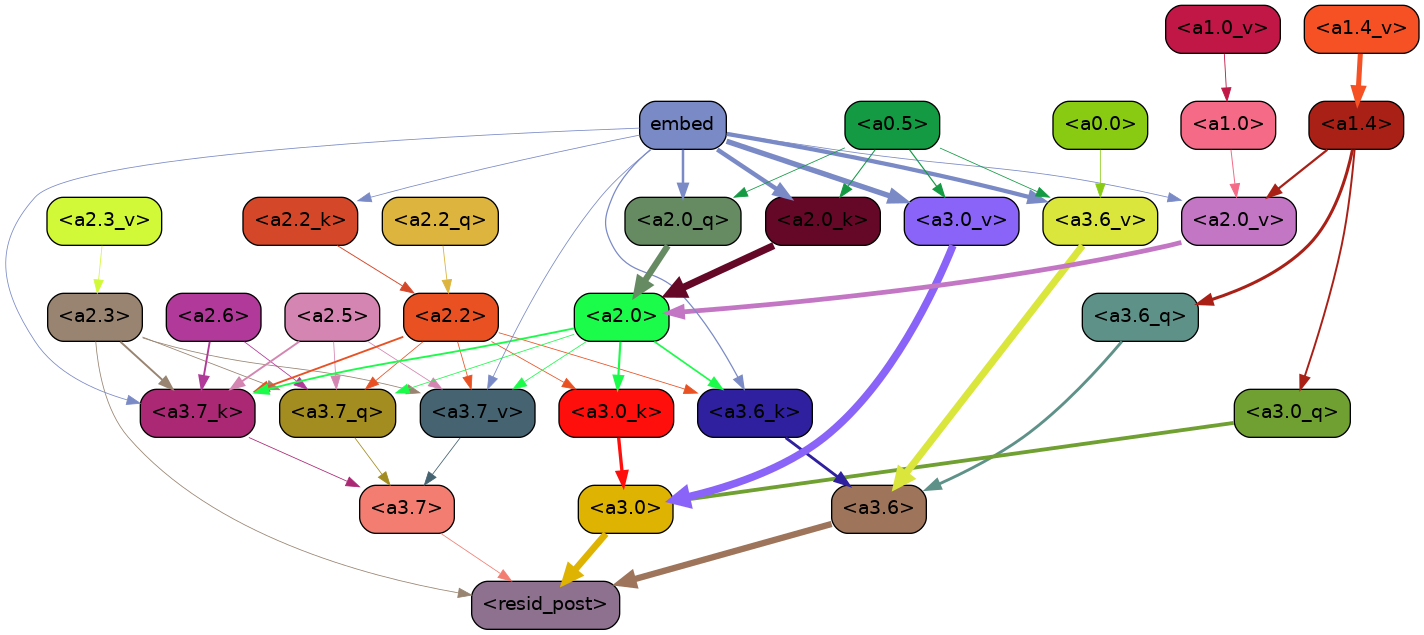 <a1.0_v> <a1.4_v>
embed <a0.5> <a0.0> <a1.0> <a1.4>
<a2.3_v> <a2.2_k> <a2.2_q> <a2.0_q> <a2.0_k> <a3.0_v> <a3.6_v> <a2.0_v>
<a2.3> <a2.6> <a2.5> <a2.2> <a2.0> <a3.6_q>
<a3.7_k> <a3.7_q> <a3.7_v> <a3.0_k> <a3.6_k> <a3.0_q>
<a3.7> <a3.0> <a3.6>
<resid_post>